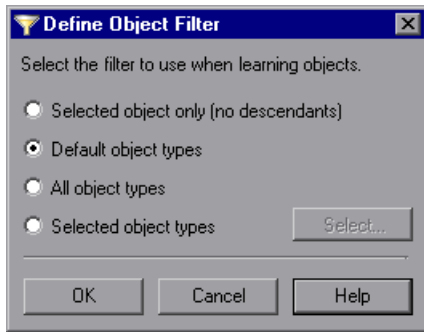 Define Object Filter
Select the filter to use when learning objects.
Selected object only (no descendants)
Default object types
All object types
Selected object types
Select...
OK
Cancel
Help